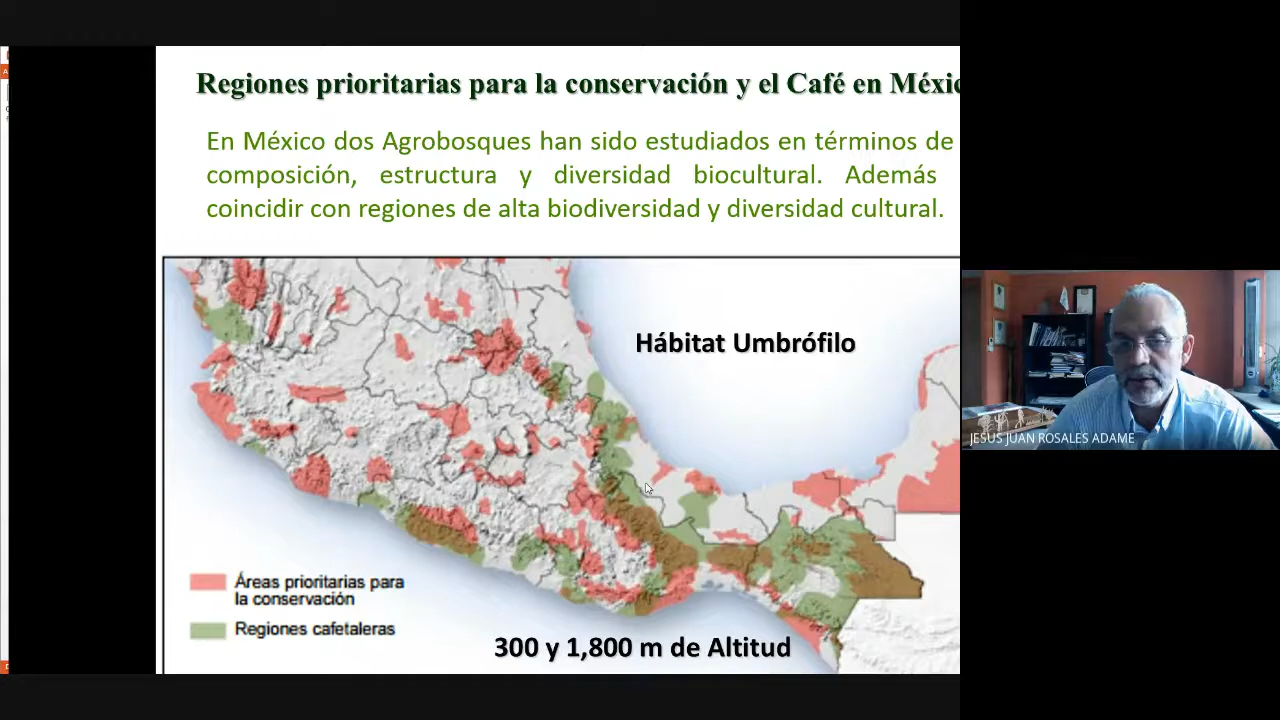 Regiones prioritarias para la conservación y el Café en Méxic
En México dos Agrobosques han sido estudiados en términos de
composición, estructura y diversidad biocultural. Además
coincidir con regiones de alta biodiversidad y diversidad cultural.
Hábitat Umbrófilo
JESUS JUAN ROSALES ADAME
Áreas prioritarias para
la conservación
Regiones cafetaleras
300 y 1,800 m de Altitud